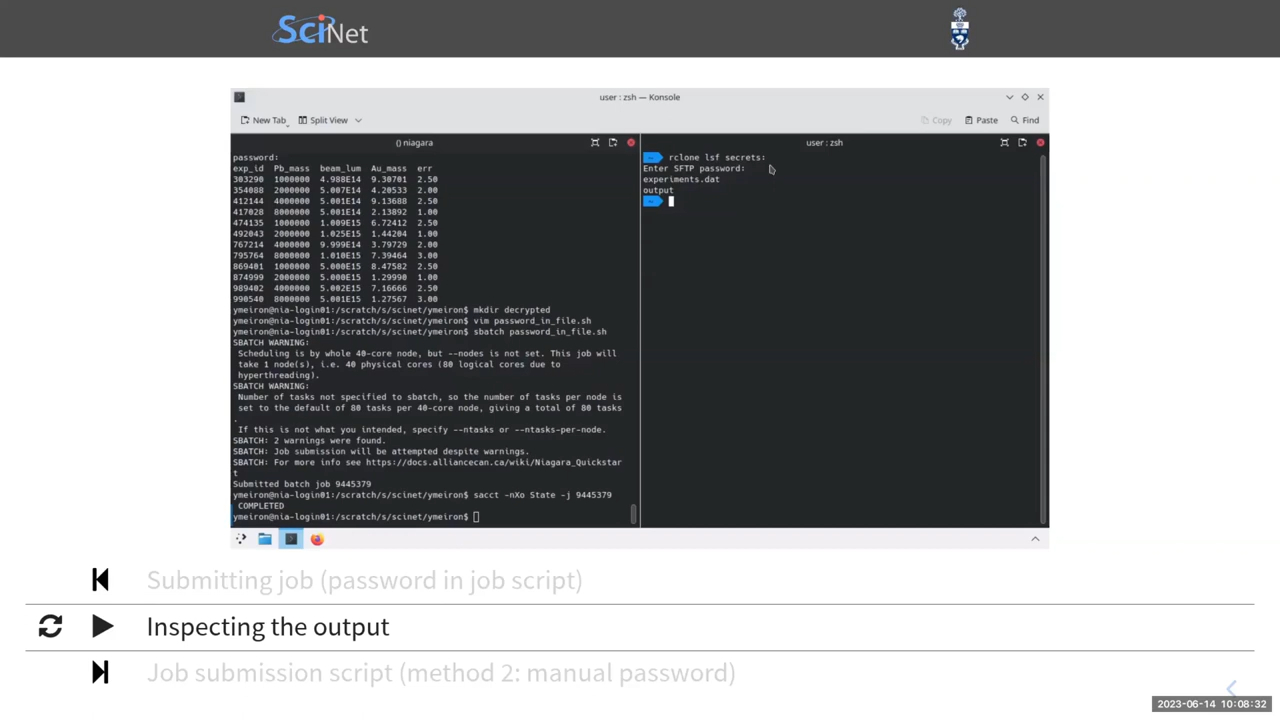 SciNet
user : zsh — Konsole
New Tab
Split View
Copy
Paste
Find
() niagara
password:
exp_id Pb_mass beam_lum Au_mass err
303290 1000000 4.988E14 9.30701 2.50
354088 2000000 5.007E14 4.20533 2.00
412144 4000000 5.001E14 9.13688 2.50
417028 8000000 5.001E14 2.13892 1.00
474135 1000000 1.009E15 6.72412 2.50
492043 2000000 1.025E15 1.44204 1.00
767214 4000000 9.999E14 3.79729 2.00
795764 8000000 1.010E15 7.39464 3.00
869401 1000000 5.000E15 8.47582 2.50
874999 2000000 5.000E15 1.29990 1.00
989402 4000000 5.002E15 7.16666 2.50
990540 8000000 5.001E15 1.27567 3.00
ymeiron@nia-login01:/scratch/s/scinet/ymeiron$ mkdir decrypted
ymeiron@nia-login01:/scratch/s/scinet/ymeiron$ vim password_in_file.sh
ymeiron@nia-login01:/scratch/s/scinet/ymeiron$ sbatch password_in_file.sh
SBATCH WARNING:
Scheduling is by whole 40-core node, but --nodes is not set. This job will
take 1 node(s), i.e. 40 physical cores (80 logical cores due to
hyperthreading).
SBATCH WARNING:
Number of tasks not specified to sbatch, so the number of tasks per node is
set to the default of 80 tasks per 40-core node, giving a total of 80 tasks
.
If this is not what you intended, specify --ntasks or --ntasks-per-node.
SBATCH: 2 warnings were found.
SBATCH: Job submission will be attempted despite warnings.
SBATCH: For more info see https://docs.alliancecan.ca/wiki/Niagara_Quickstar
t
Submitted batch job 9445379
ymeiron@nia-login01:/scratch/s/scinet/ymeiron$ sacct -nXo State -j 9445379
COMPLETED
ymeiron@nia-login01:/scratch/s/scinet/ymeiron$
user : zsh
~ rclone lsf secrets:
Enter SFTP password:
experiments.dat
output
~
Submitting job (password in job script)
Inspecting the output
Job submission script (method 2: manual password)
2023-06-14 10:08:32